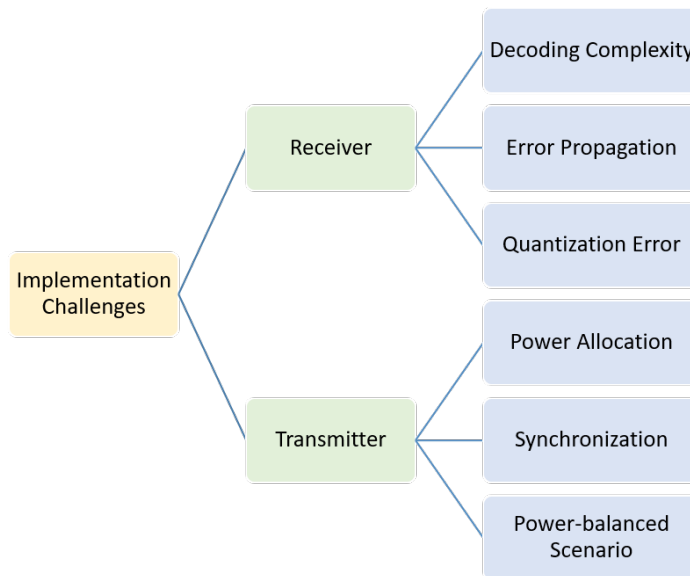 Decoding Complexity
Receiver
Error Propagation
Quantization Error
Implementation
Challenges
Power Allocation
Transmitter
Synchronization
Power-balanced
Scenario